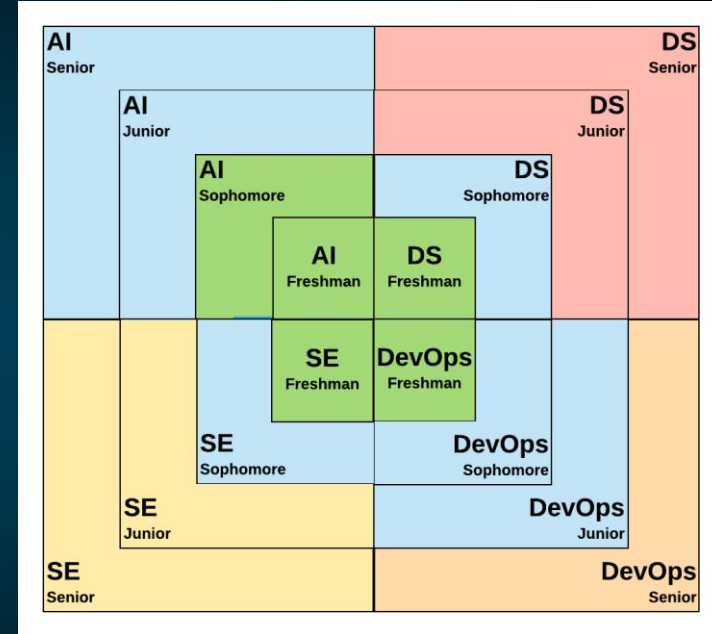 AI
Senior
DS
Senior
AI
Junior
DS
Junior
AI
Sophomore
DS
Sophomore
AI
Freshman
DS
Freshman
SE
Freshman
DevOps
Freshman
SE
Sophomore
DevOps
Sophomore
SE
Junior
DevOps
Junior
SE
Senior
DevOps
Senior